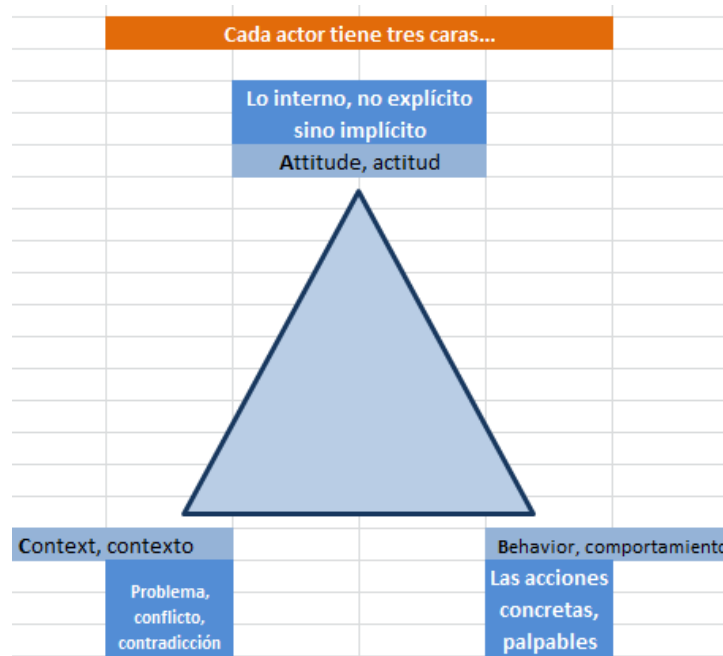 Cada actor tiene tres caras...
Lo interno, no explícito
sino implícito
Attitude, actitud
Context, contexto
Behavior, comportamiento
Problema,
conflicto,
contradicción
Las acciones
concretas,
palpables